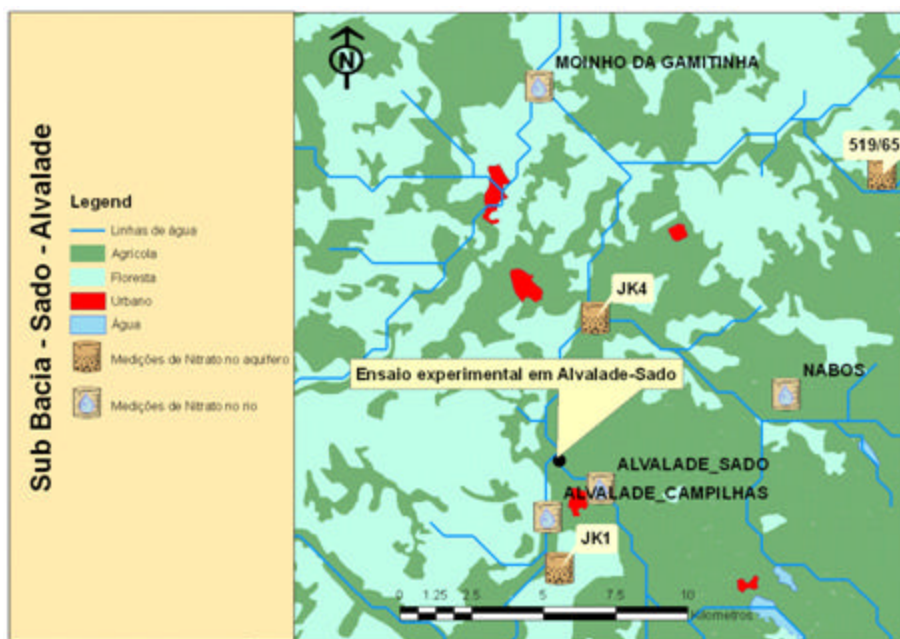 Sub Bacia - Sado - Alvalade
Legend
Linhas de água
Agrícola
Floresta
Urbano
Água
Medições de Nitrato no aquífero
Medições de Nitrato no rio
N
MOINHO DA GAMITINHA
519/65
JK4
Ensaio experimental em Alvalade-Sado
NABOS
ALVALADE_SADO
ALVALADE_CAMPILHAS
JK1
0 1.25 2.5 5 7.5 10
Kilometros